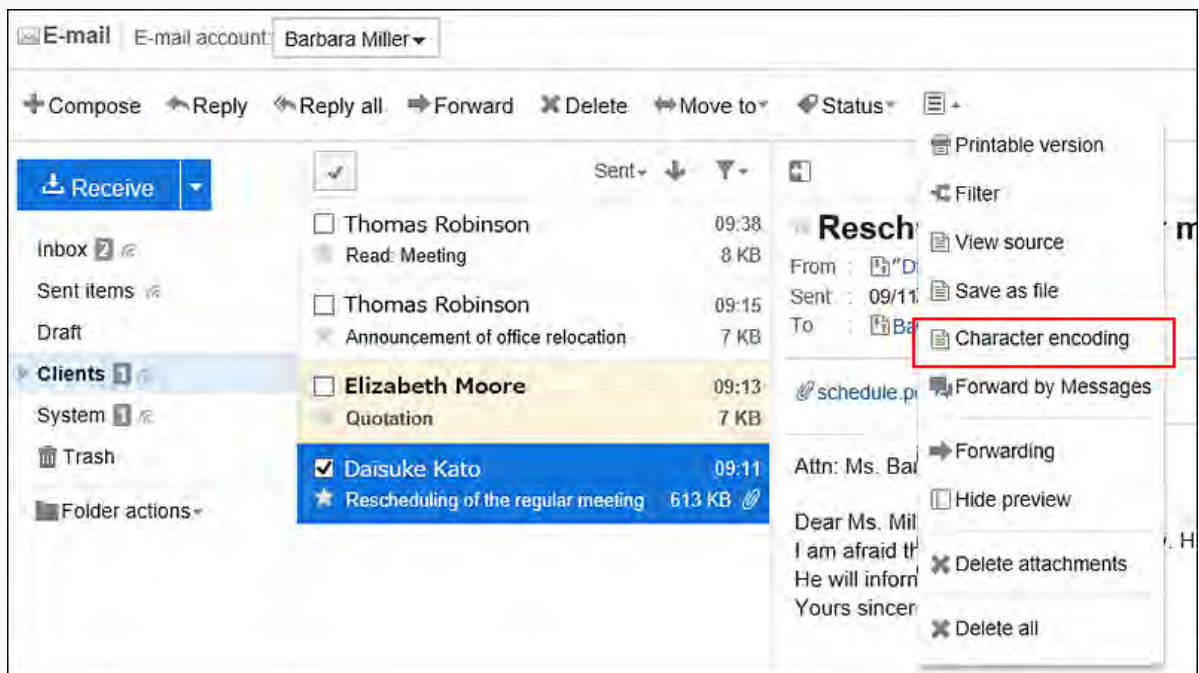 E-mail E-mail account: Barbara Miller
Compose Reply Reply all Forward Delete Move to Status
Receive
Inbox 2
Sent items
Draft
Clients 1
System 1
Trash
Folder actions
Sent
Thomas Robinson 09:38
Read: Meeting 8 KB
Thomas Robinson 09:15
Announcement of office relocation 7 KB
Elizabeth Moore 09:13
Quotation 7 KB
Daisuke Kato 09:11
Rescheduling of the regular meeting 613 KB
Resch m
From : "D
Sent : 09/11
To : Ba
schedule.p
Attn: Ms. Bar
Dear Ms. Mil
I am afraid th . H
He will inform
Yours sincer
Printable version
Filter
View source
Save as file
Character encoding
Forward by Messages
Forwarding
Hide preview
Delete attachments
Delete all